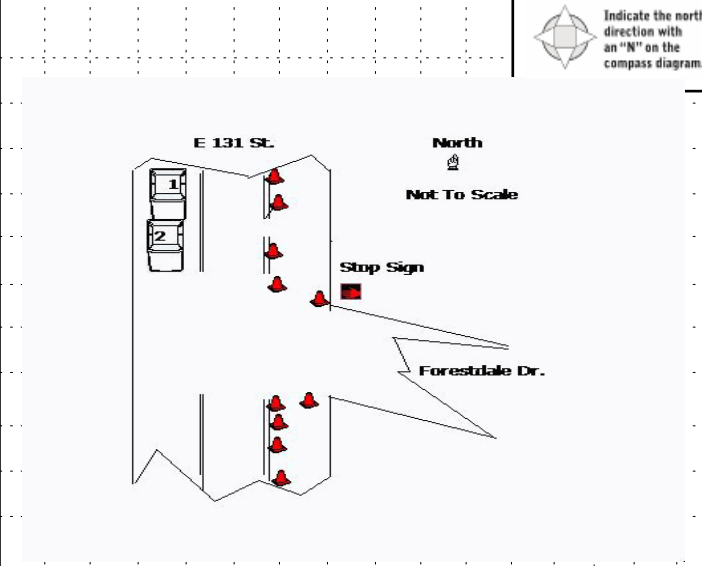 Indicate the north
direction with
an "N" on the
compass diagram.
E 131 St.
North
Not To Scale
1
2
Stop Sign
Forestdale Dr.